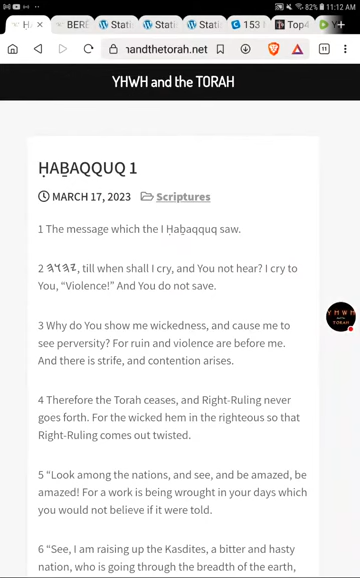 82% 11:12 AM
Ḥa
BERE
Stati
Stati
Stati
153
Top4
nandthetorah.net
11
YHWH and the TORAH
ḤAḆAQQUQ 1
MARCH 17, 2023 Scriptures
1 The message which the I Ḥaḇaqquq saw.
2 𐤉𐤄𐤅𐤄, till when shall I cry, and You not hear? I cry to
You, “Violence!” And You do not save.
3 Why do You show me wickedness, and cause me to
see perversity? For ruin and violence are before me.
And there is strife, and contention arises.
4 Therefore the Torah ceases, and Right-Ruling never
goes forth. For the wicked hem in the righteous so that
Right-Ruling comes out twisted.
5 “Look among the nations, and see, and be amazed, be
amazed! For a work is being wrought in your days which
you would not believe if it were told.
6 “See, I am raising up the Kasdites, a bitter and hasty
nation, who is going through the breadth of the earth,
YHWH
TORAH